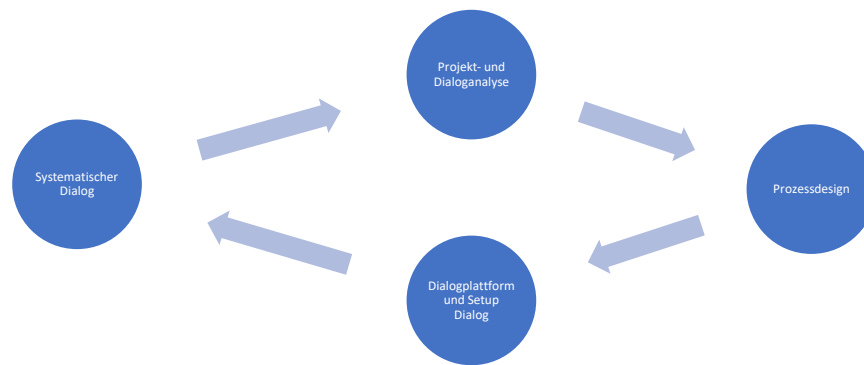 Projekt- und
Dialoganalyse
Systematischer
Dialog
Prozessdesign
Dialogplattform
und Setup
Dialog